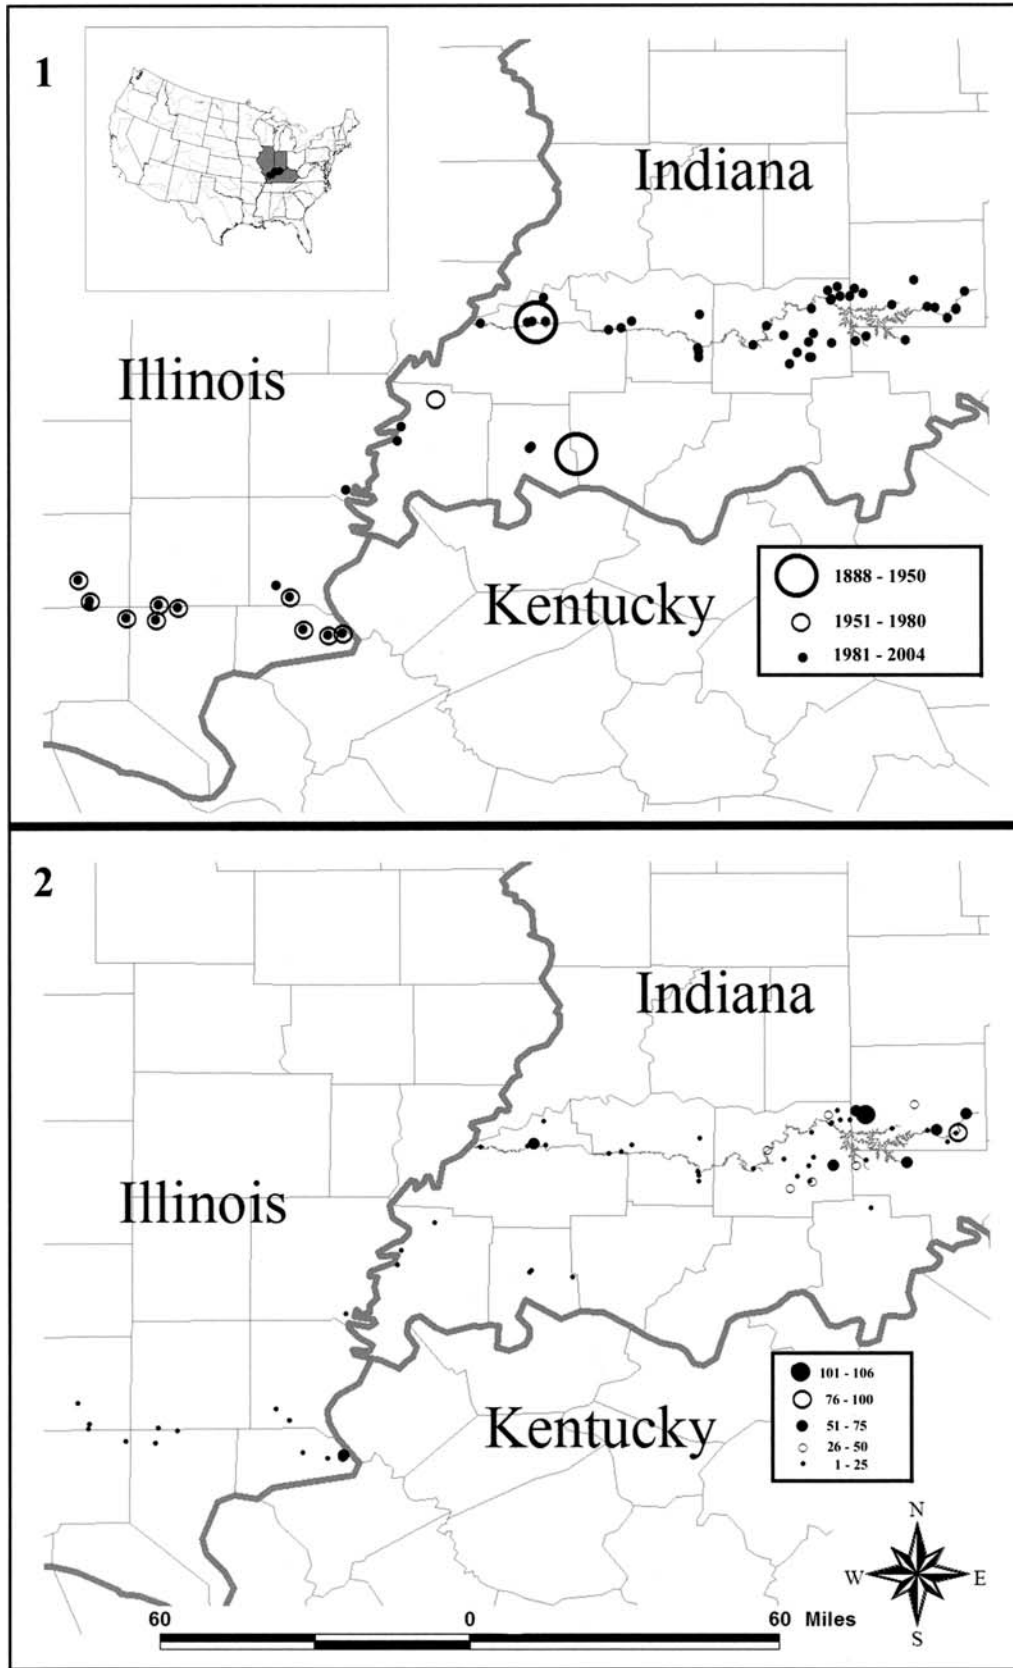 1
Indiana
Illinois
Kentucky
1888 - 1950
1951 - 1980
1981 - 2004
2
Indiana
Illinois
Kentucky
101 - 106
76 - 100
51 - 75
26 - 50
1 - 25
N
W E
S
60 0 60 Miles